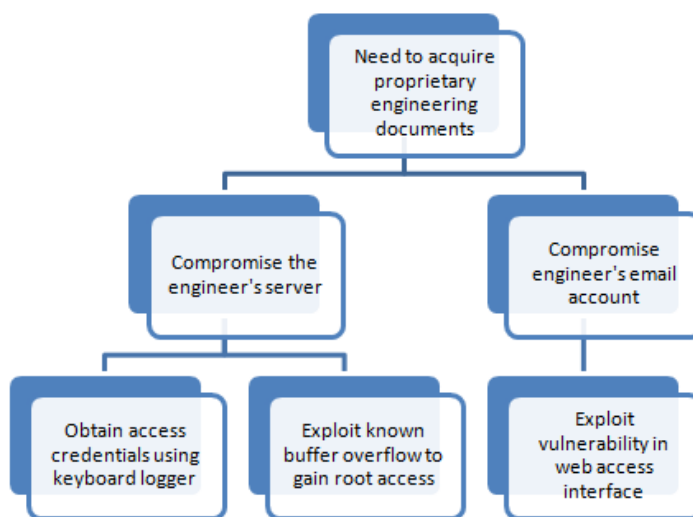 Need to acquire
proprietary
engineering
documents
Compromise the
engineer's server
Compromise
engineer's email
account
Obtain access
credentials using
keyboard logger
Exploit known
buffer overflow to
gain root access
Exploit
vulnerability in
web access
interface